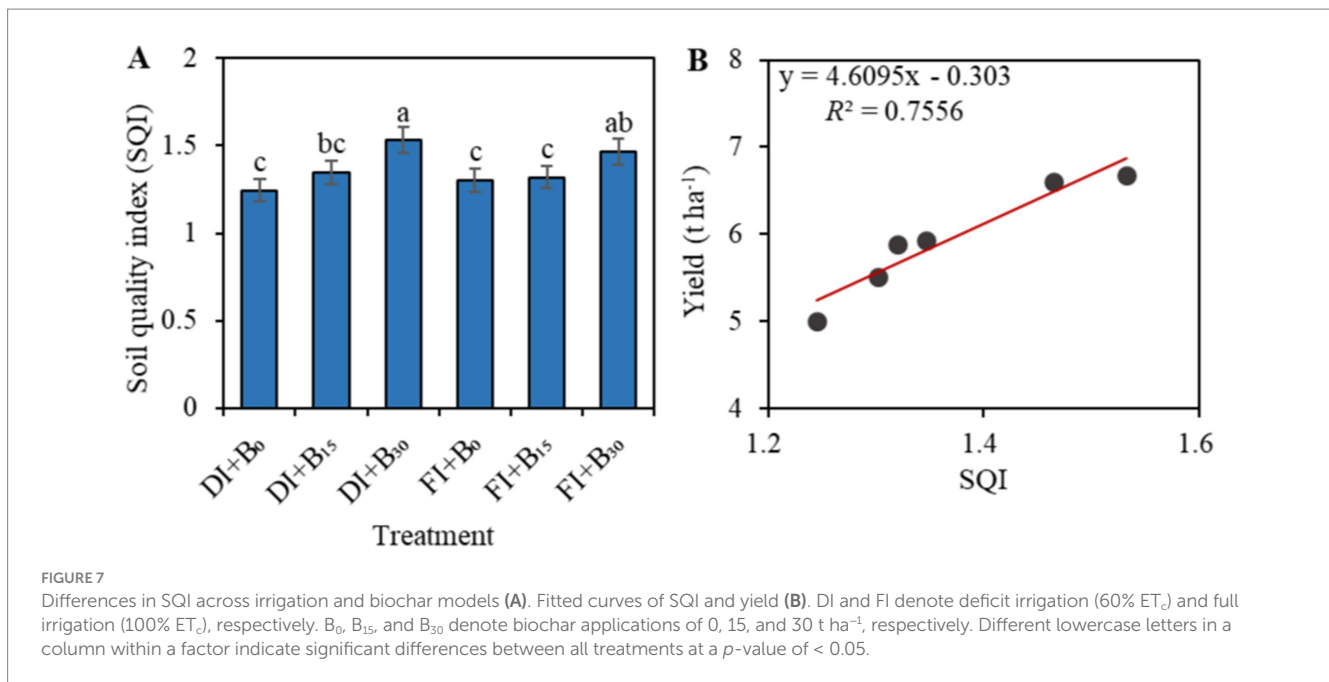 A
Soil quality index (SQI)
2
1.5
1
0.5
0
c
bc
a
c
c
ab
DI+B₀
DI+B₁₅
DI+B₃₀
FI+B₀
FI+B₁₅
FI+B₃₀
Treatment
B
y = 4.6095x - 0.303
R² = 0.7556
Yield (t ha⁻¹)
8
7
6
5
4
1.2
1.4
1.6
SQI
FIGURE 7
Differences in SQI across irrigation and biochar models (A). Fitted curves of SQI and yield (B). DI and FI denote deficit irrigation (60% ETc) and full
irrigation (100% ETc), respectively. B₀, B₁₅, and B₃₀ denote biochar applications of 0, 15, and 30 t ha⁻¹, respectively. Different lowercase letters in a
column within a factor indicate significant differences between all treatments at a p-value of < 0.05.